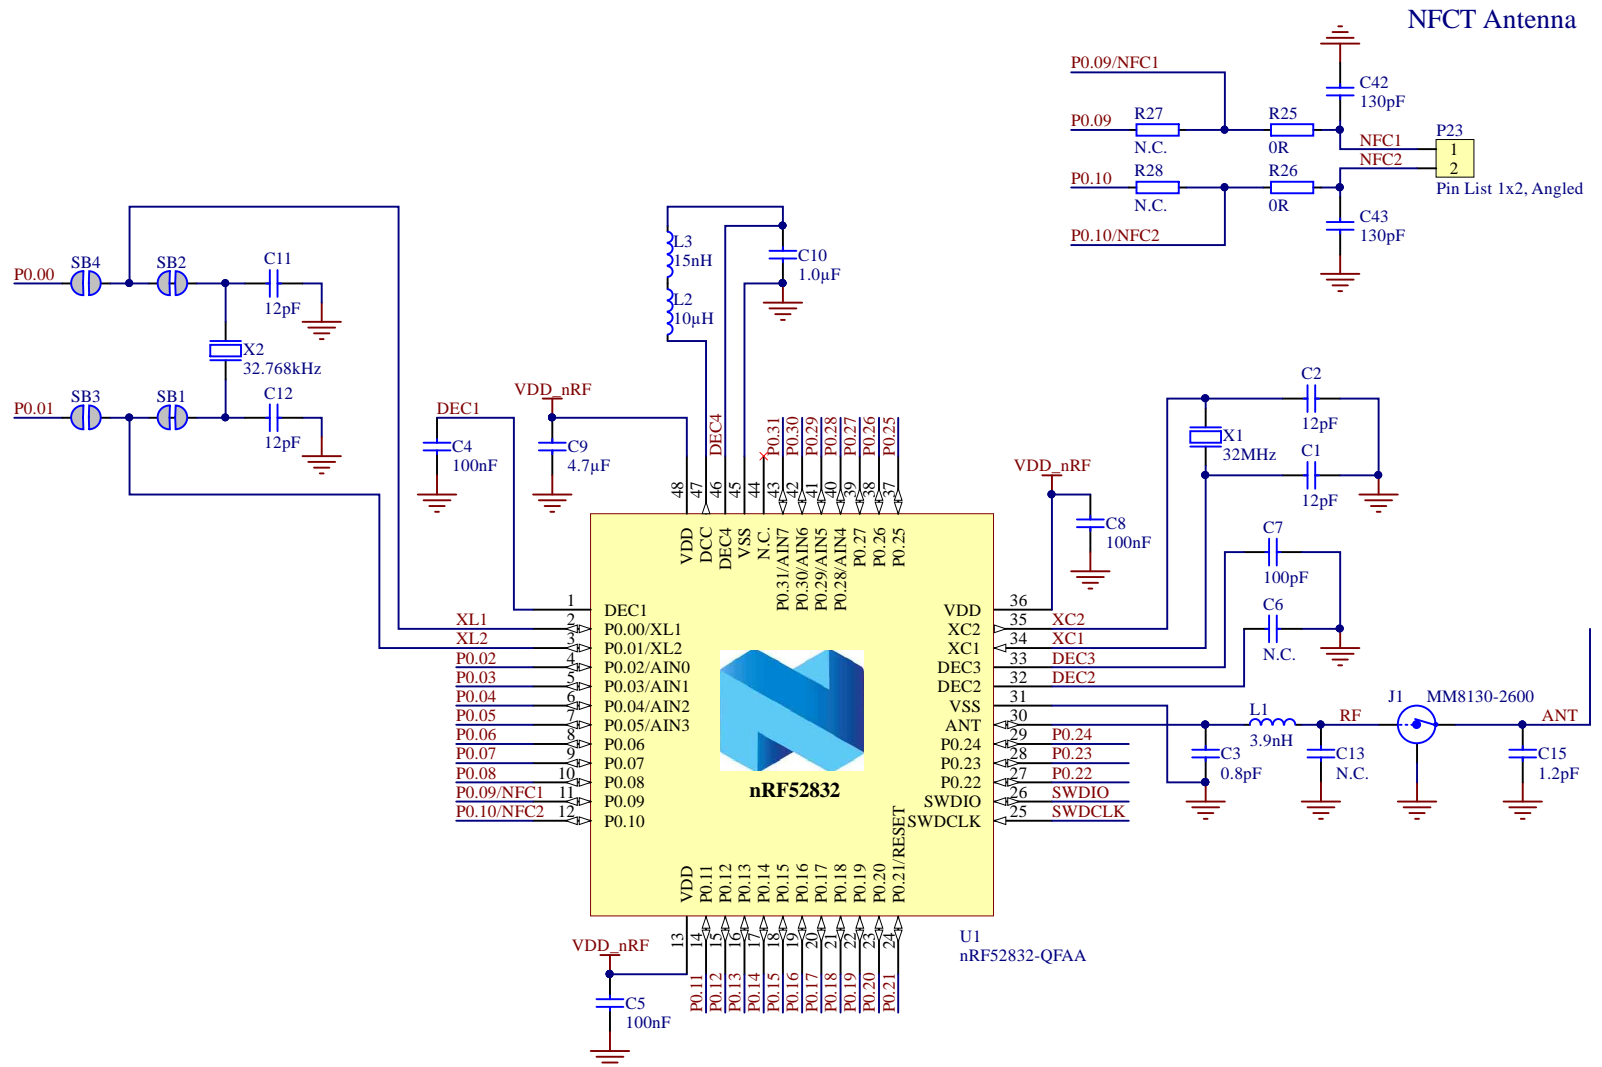 NFCT Antenna
P0.09/NFC1
C42
130pF
P0.09
R27
N.C.
R25
0R
NFC1
NFC2
P23
1
2
Pin List 1x2, Angled
P0.10
R28
N.C.
R26
0R
C43
130pF
P0.10/NFC2
P0.00
SB4
SB2
C11
12pF
X2
32.768kHz
P0.01
SB3
SB1
C12
12pF
L3
15nH
L2
10µH
C10
1.0µF
DEC1
C4
100nF
VDD_nRF
C9
4.7µF
DEC4
P0.31
P0.30
P0.29
P0.28
P0.27
P0.26
P0.25
48
47
46
45
44
43
42
41
40
39
38
37
VDD
DCC
DEC4
VSS
N.C.
P0.31/AIN7
P0.30/AIN6
P0.29/AIN5
P0.28/AIN4
P0.27
P0.26
P0.25
VDD_nRF
C8
100nF
C2
12pF
X1
32MHz
C1
12pF
C7
100pF
C6
N.C.
1 DEC1
XL1 2 P0.00/XL1
XL2 3 P0.01/XL2
P0.02 4 P0.02/AIN0
P0.03 5 P0.03/AIN1
P0.04 6 P0.04/AIN2
P0.05 7 P0.05/AIN3
P0.06 8 P0.06
P0.07 9 P0.07
P0.08 10 P0.08
P0.09/NFC1 11 P0.09
P0.10/NFC2 12 P0.10
nRF52832
VDD 36
XC2 35 XC2
XC1 34 XC1
DEC3 33 DEC3
DEC2 32 DEC2
VSS 31
ANT 30
P0.24 29 P0.24
P0.23 28 P0.23
P0.22 27 P0.22
SWDIO 26 SWDIO
SWDCLK 25 SWDCLK
L1
3.9nH
C3
0.8pF
RF
C13
N.C.
J1
MM8130-2600
ANT
C15
1.2pF
VDD
P0.11
P0.12
P0.13
P0.14
P0.15
P0.16
P0.17
P0.18
P0.19
P0.20
P0.21/RESET
13
14
15
16
17
18
19
20
21
22
23
24
P0.11
P0.12
P0.13
P0.14
P0.15
P0.16
P0.17
P0.18
P0.19
P0.20
P0.21
VDD_nRF
C5
100nF
U1
nRF52832-QFAA